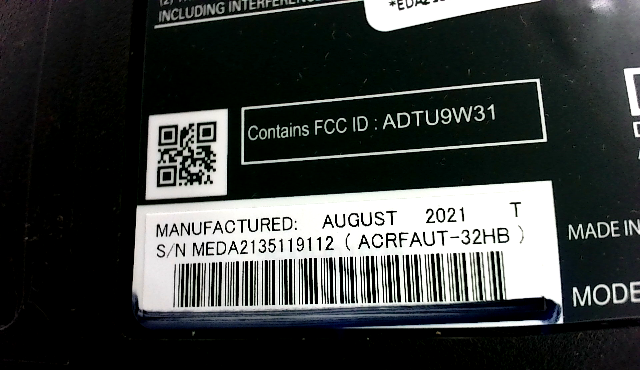 INCLUDING INTERFERENCE
Contains FCC ID : ADTU9W31
MANUFACTURED: AUGUST 2021 T
S/N MEDA2135119112 ( ACRFAUT-32HB )
MADE IN
MODE